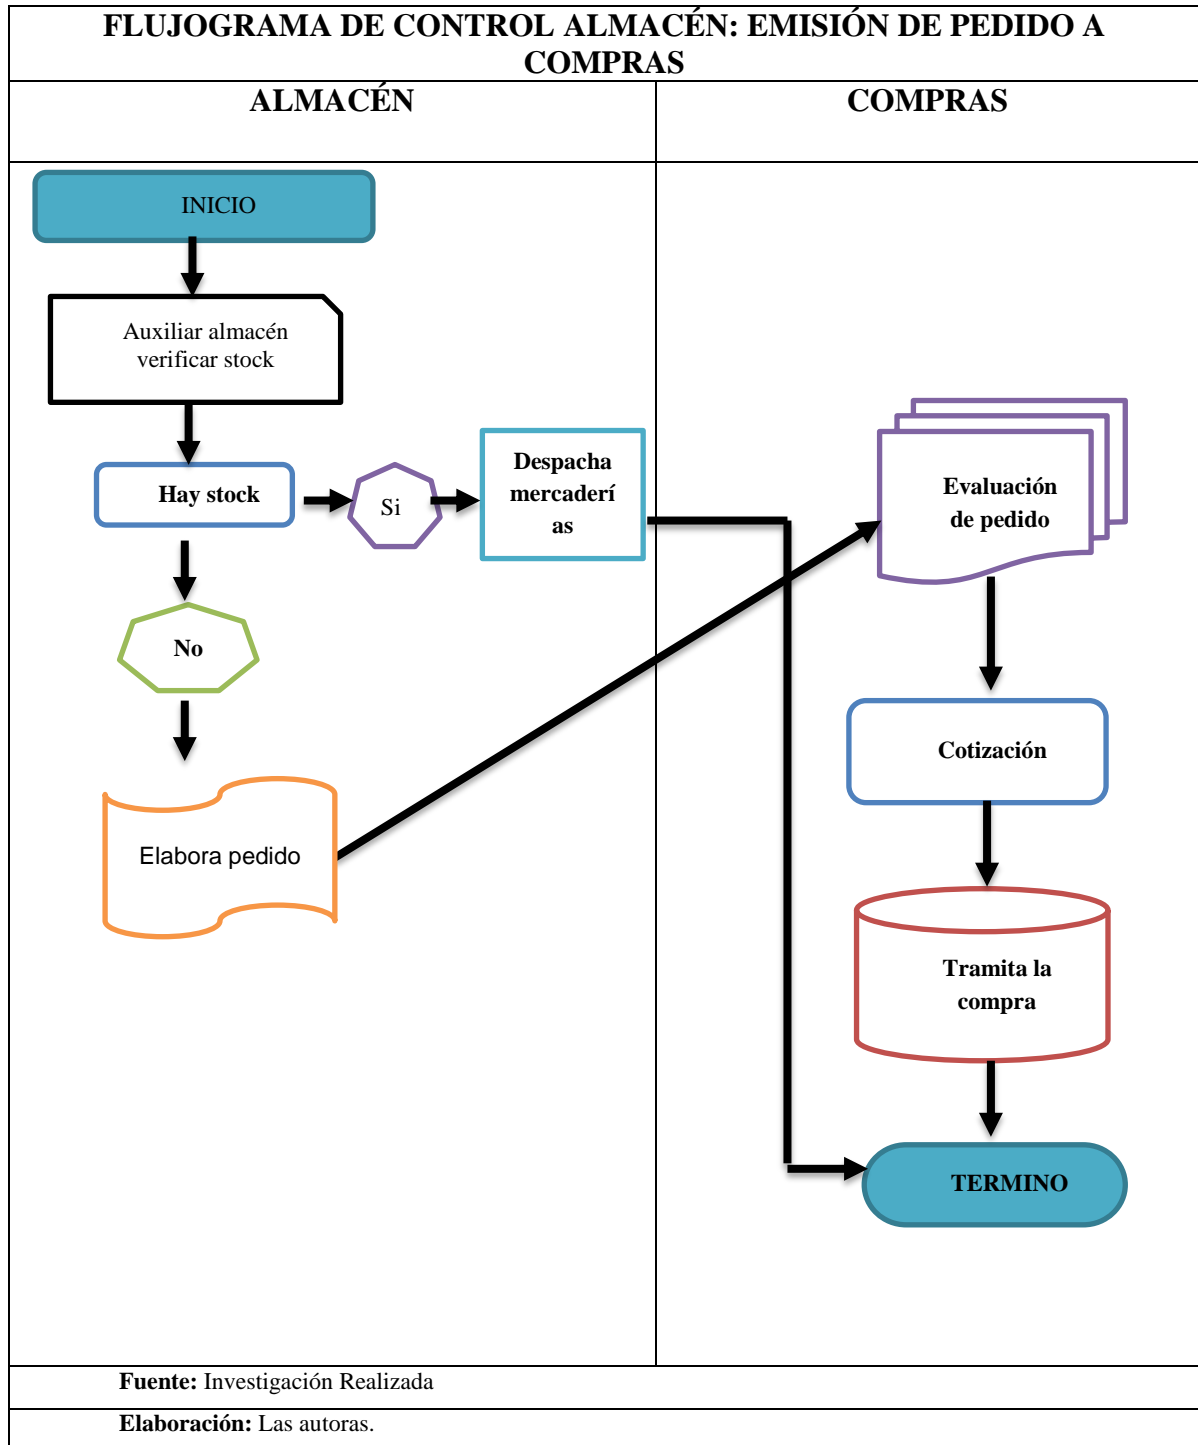 FLUJOGRAMA DE CONTROL ALMACÉN: EMISIÓN DE PEDIDO A
COMPRAS
ALMACÉN
COMPRAS
INICIO
Auxiliar almacén
verificar stock
Hay stock
Si
Despacha
mercaderí
as
Evaluación
de pedido
No
Cotización
Elabora pedido
Tramita la
compra
TERMINO
Fuente: Investigación Realizada
Elaboración: Las autoras.